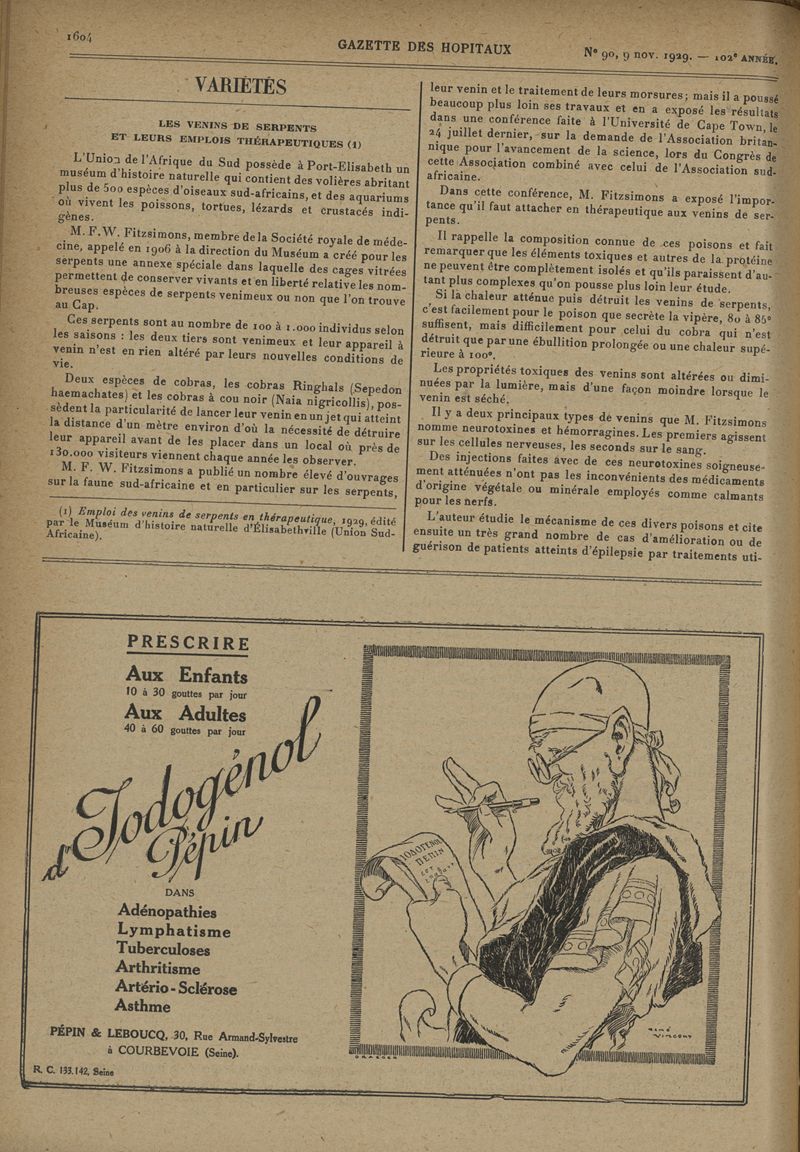 1604
GAZETTE DES HOPITAUX
N° 90, 9 nov. 1929. — 102e ANNÉE.
VARIÉTÉS
LES VENINS DE SERPENTS
ET LEURS EMPLOIS THÉRAPEUTIQUES (1)
L'Union de l'Afrique du Sud possède à Port-Elisabeth un
muséum d'histoire naturelle qui contient des volières abritant
plus de 500 espèces d'oiseaux sud-africains, et des aquariums
où vivent les poissons, tortues, lézards et crustacés indi-
gènes.
M. F.W. Fitzsimons, membre de la Société royale de méde-
cine, appelé en 1906 à la direction du Muséum a créé pour les
serpents une annexe spéciale dans laquelle des cages vitrées
permettent de conserver vivants et en liberté relative les nom-
breuses espèces de serpents venimeux ou non que l'on trouve
au Cap.
Ces serpents sont au nombre de 100 à 1.000 individus selon
les saisons : les deux tiers sont venimeux et leur appareil à
venin n'est en rien altéré par leurs nouvelles conditions de
vie.
Deux espèces de cobras, les cobras Ringhals (Sepedon
haemachates) et les cobras à cou noir (Naia nigricollis), pos-
sèdent la particularité de lancer leur venin en un jet qui atteint
la distance d'un mètre environ d'où la nécessité de détruire
leur appareil avant de les placer dans un local où près de
130.000 visiteurs viennent chaque année les observer.
M. F. W. Fitzsimons a publié un nombre élevé d'ouvrages
sur la faune sud-africaine et en particulier sur les serpents,
(1) Emploi des venins de serpents en thérapeutique, 1929, édité
par le Muséum d'histoire naturelle d'Élisabethville (Union Sud-
Africaine).
leur venin et le traitement de leurs morsures ; mais il a poussé
beaucoup plus loin ses travaux et en a exposé les résultats
dans une conférence faite à l'Université de Cape Town, le
24 juillet dernier, sur la demande de l'Association britan-
nique pour l'avancement de la science, lors du Congrès de
cette Association combiné avec celui de l'Association sud-
africaine.
Dans cette conférence, M. Fitzsimons a exposé l'impor-
tance qu'il faut attacher en thérapeutique aux venins de ser-
pents.
Il rappelle la composition connue de ces poisons et fait
remarquer que les éléments toxiques et autres de la protéine
ne peuvent être complètement isolés et qu'ils paraissent d'au-
tant plus complexes qu'on pousse plus loin leur étude.
Si la chaleur atténue puis détruit les venins de serpents,
c'est facilement pour le poison que secrète la vipère, 80 à 85°
suffisent, mais difficilement pour celui du cobra qui n'est
détruit que par une ébullition prolongée ou une chaleur supé-
rieure à 100°.
Les propriétés toxiques des venins sont altérées ou dimi-
nuées par la lumière, mais d'une façon moindre lorsque le
venin est séché.
Il y a deux principaux types de venins que M. Fitzsimons
nomme neurotoxines et hémorragines. Les premiers agissent
sur les cellules nerveuses, les seconds sur le sang.
Des injections faites avec de ces neurotoxines soigneuse-
ment atténuées n'ont pas les inconvénients des médicaments
d'origine végétale ou minérale employés comme calmants
pour les nerfs.
L'auteur étudie le mécanisme de ces divers poisons et cite
ensuite un très grand nombre de cas d'amélioration ou de
guérison de patients atteints d'épilepsie par traitements uti-
PRESCRIRE
Aux Enfants
10 à 30 gouttes par jour
Aux Adultes
40 à 60 gouttes par jour
d'Iodogénol
Pépin
DANS
Adénopathies
Lymphatisme
Tuberculoses
Arthritisme
Artério-Sclérose
Asthme
PÉPIN & LEBOUCQ, 30, Rue Armand-Sylvestre
à COURBEVOIE (Seine).
R. C. 133.142, Seine
VINCENT